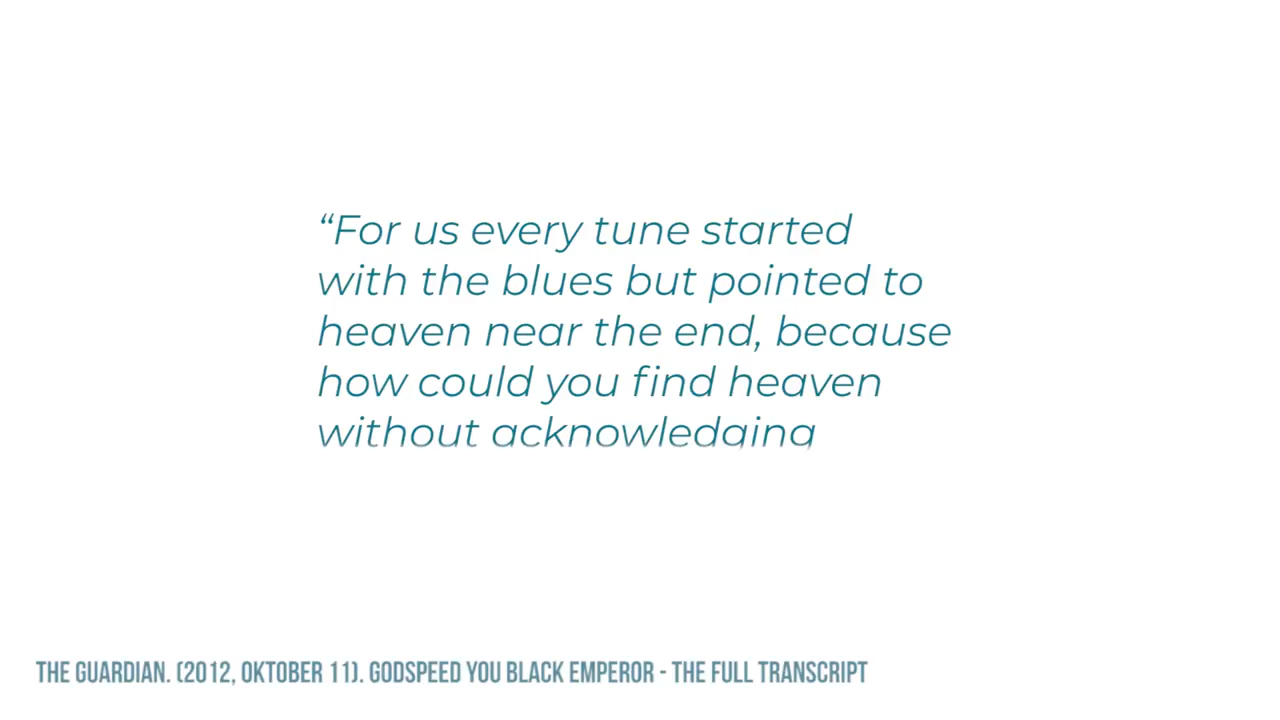 “For us every tune started
with the blues but pointed to
heaven near the end, because
how could you find heaven
without acknowledging
THE GUARDIAN. (2012, OKTOBER 11). GODSPEED YOU BLACK EMPEROR - THE FULL TRANSCRIPT